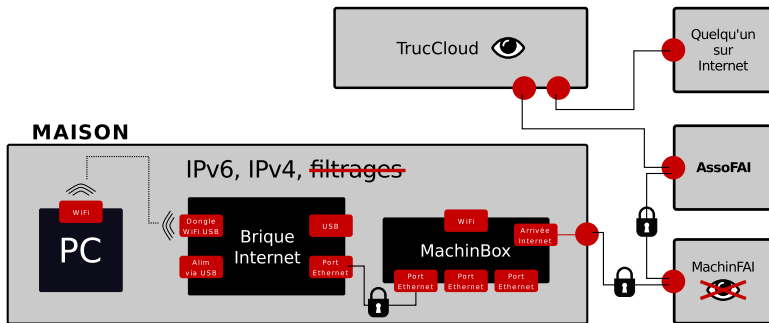 TrucCloud
Quelqu'un
sur
Internet
MAISON
AssoFAI
IPv6, IPv4, filtrages
WiFi
PC
Dongle
WiFi USB
USB
Brique
Internet
Alim
via USB
Port
Ethernet
WiFi
Arrivée
Internet
MachinBox
Port
Ethernet
Port
Ethernet
Port
Ethernet
MachinFAI